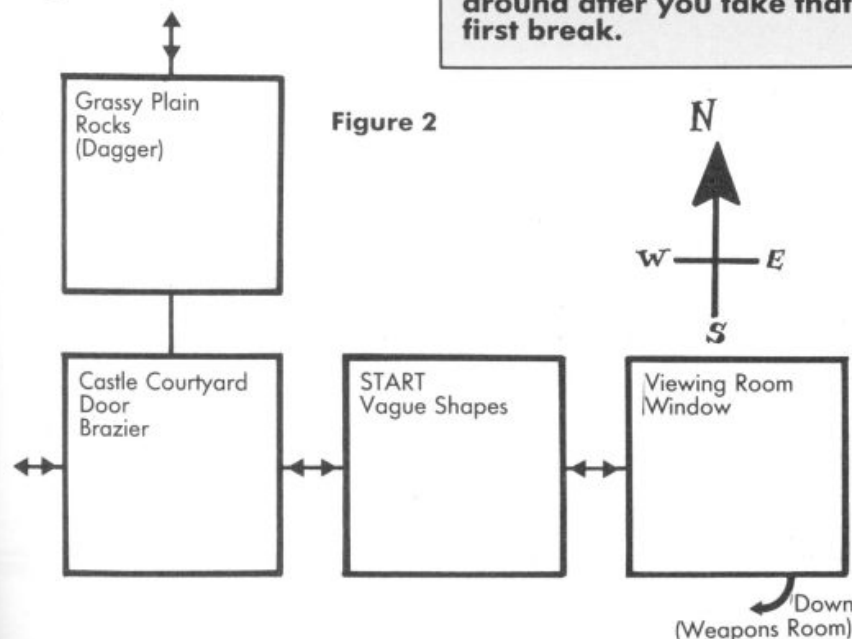 around after you take that
first break.
Grassy Plain
Rocks
(Dagger)
Figure 2
N
W
E
S
Castle Courtyard
Door
Brazier
START
Vague Shapes
Viewing Room
Window
Down
(Weapons Room)